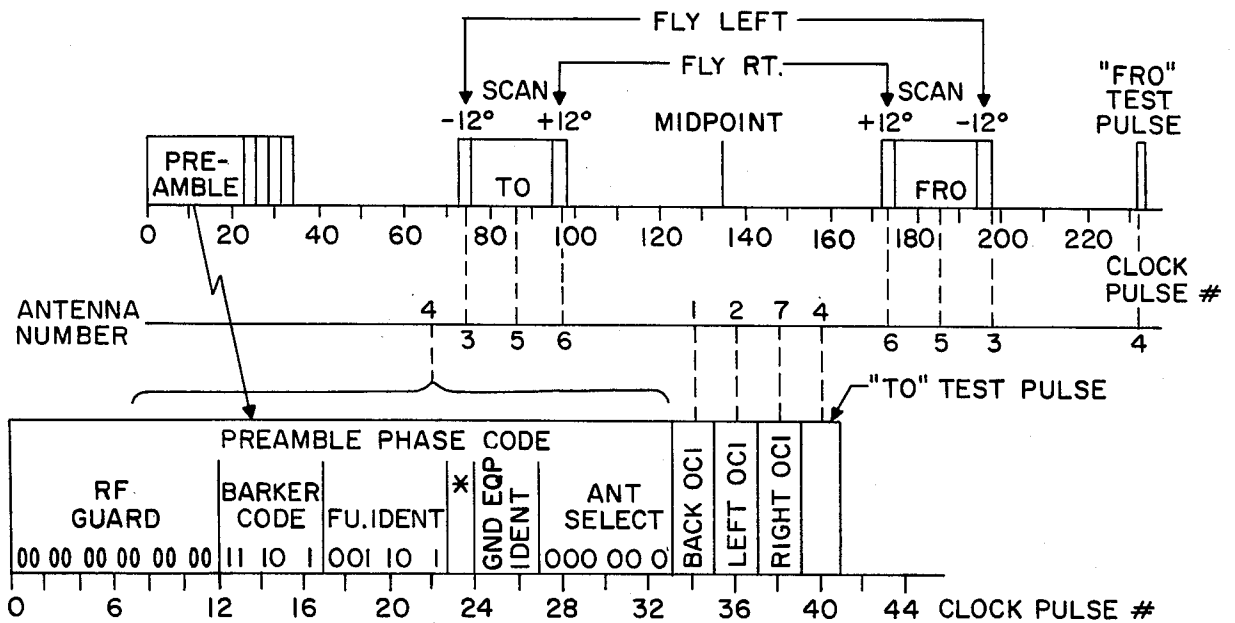 FLY LEFT
FLY RT.
"FRO"
TEST
PULSE
SCAN
SCAN
-12° +12° MIDPOINT +12° -12°
PRE-
AMBLE
TO
FRO
0 20 40 60 80 100 120 140 160 180 200 220
CLOCK
PULSE #
ANTENNA
NUMBER
4 1 2 7 4
3 5 6 6 5 3 4
"TO" TEST PULSE
PREAMBLE PHASE CODE
RF
GUARD
00 00 00 00 00 00
BARKER
CODE
11 10 1
FU. IDENT
001 10 1
*
GND EQP
IDENT
ANT
SELECT
000 00 0
BACK OCI
LEFT OCI
RIGHT OCI
0 6 12 16 20 24 28 32 36 40 44 CLOCK PULSE #